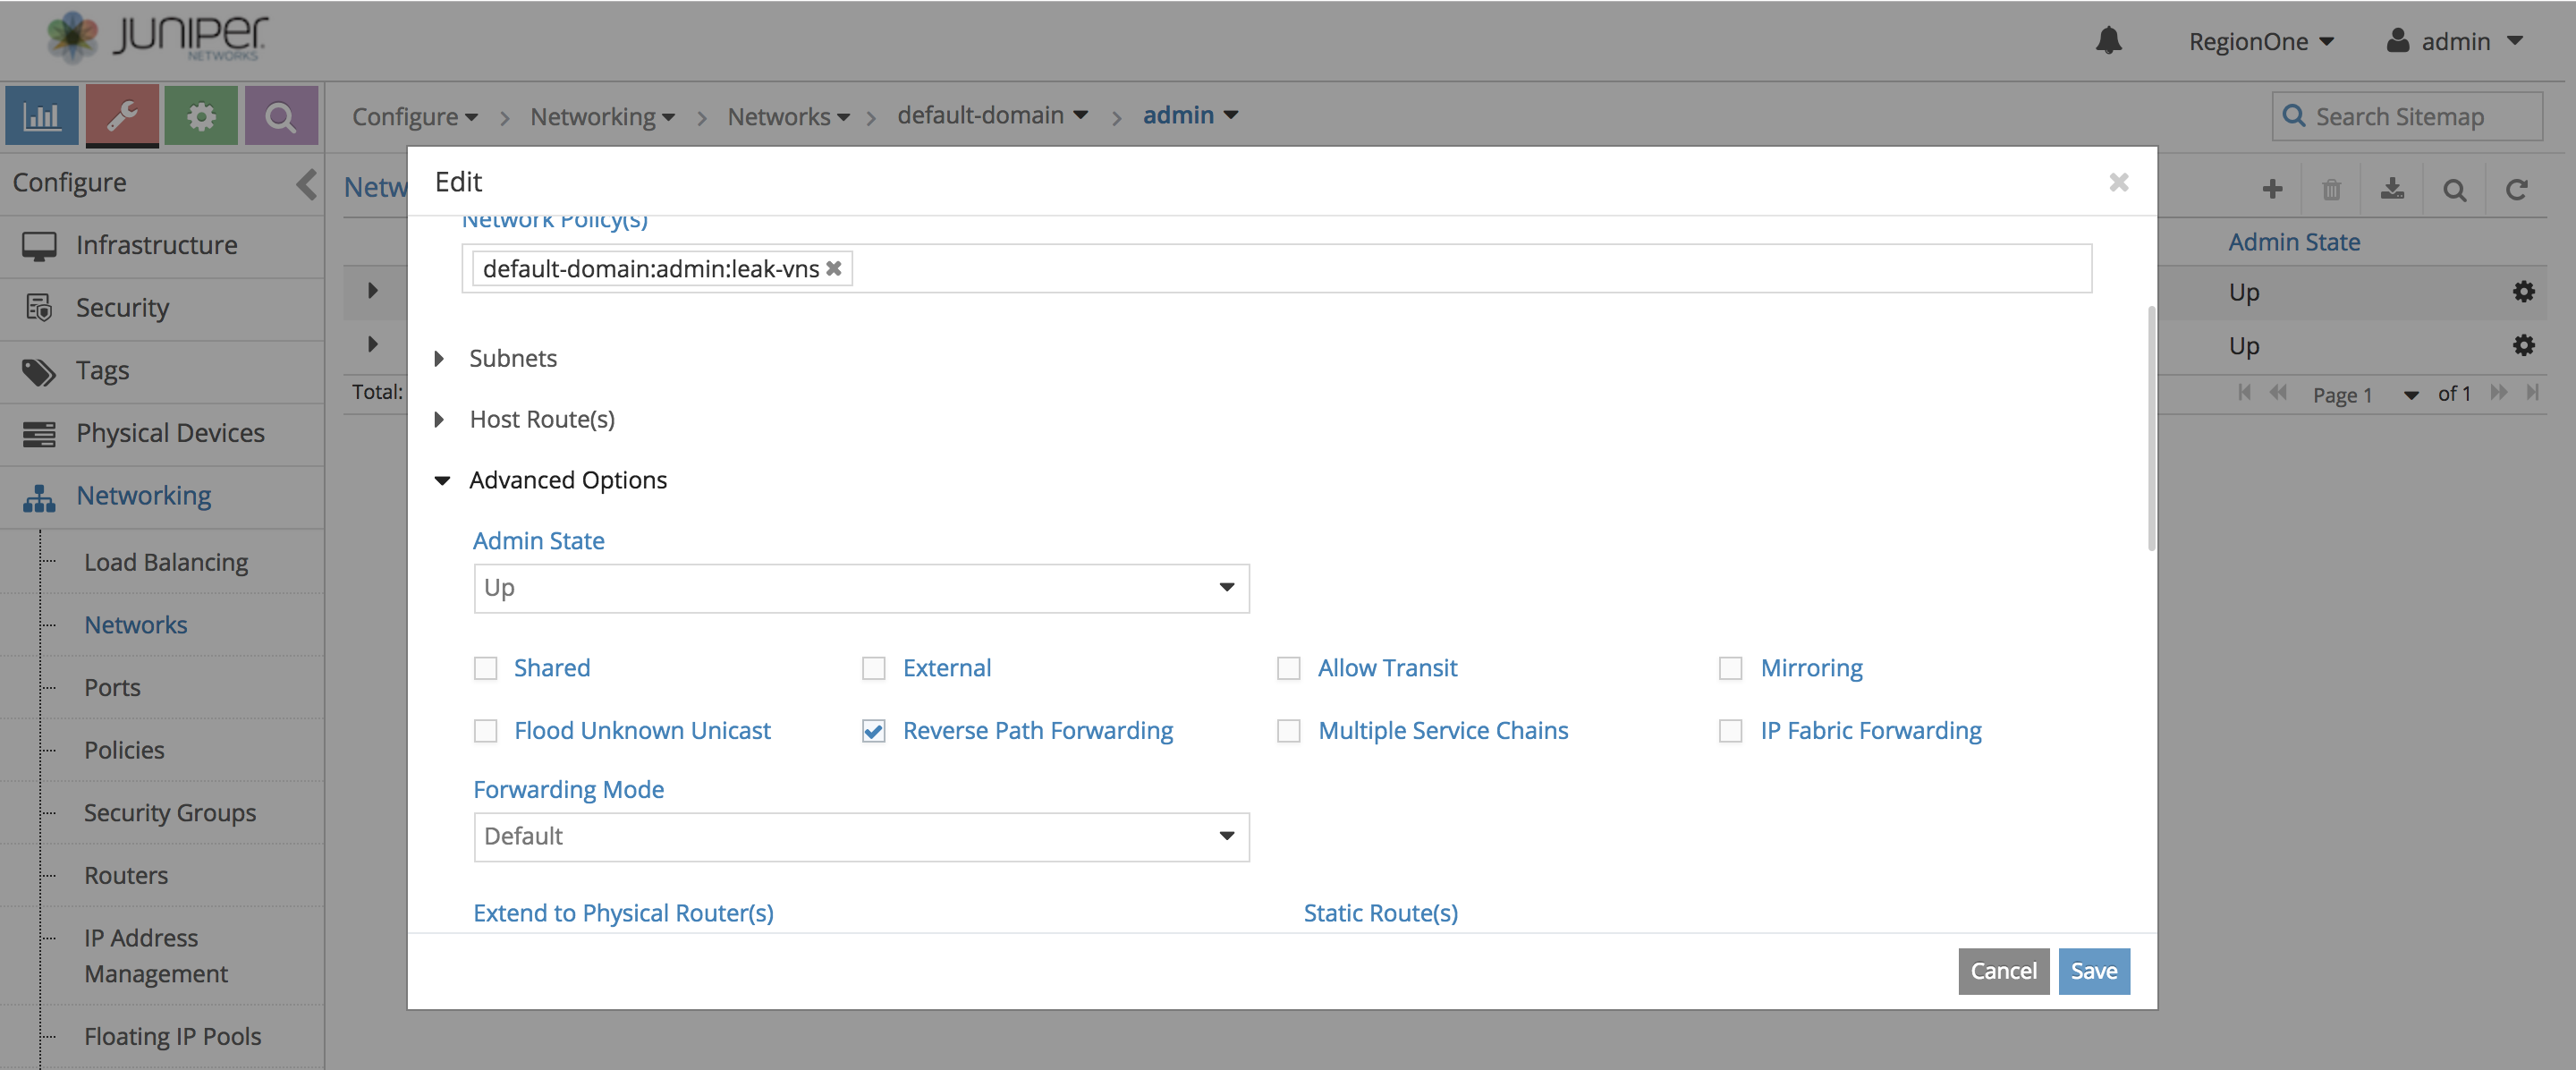 JUNIPER
NETWORKS
RegionOne
admin
Configure
Networking
Networks
default-domain
admin
Search Sitemap
Configure
Netw
Edit
Network Policy(s)
default-domain:admin:leak-vns
Admin State
Up
Up
Total:
Page 1
of 1
Infrastructure
Security
Tags
Physical Devices
Networking
Load Balancing
Networks
Ports
Policies
Security Groups
Routers
IP Address
Management
Floating IP Pools
Subnets
Host Route(s)
Advanced Options
Admin State
Up
Shared
External
Allow Transit
Mirroring
Flood Unknown Unicast
Reverse Path Forwarding
Multiple Service Chains
IP Fabric Forwarding
Forwarding Mode
Default
Extend to Physical Router(s)
Static Route(s)
Cancel
Save